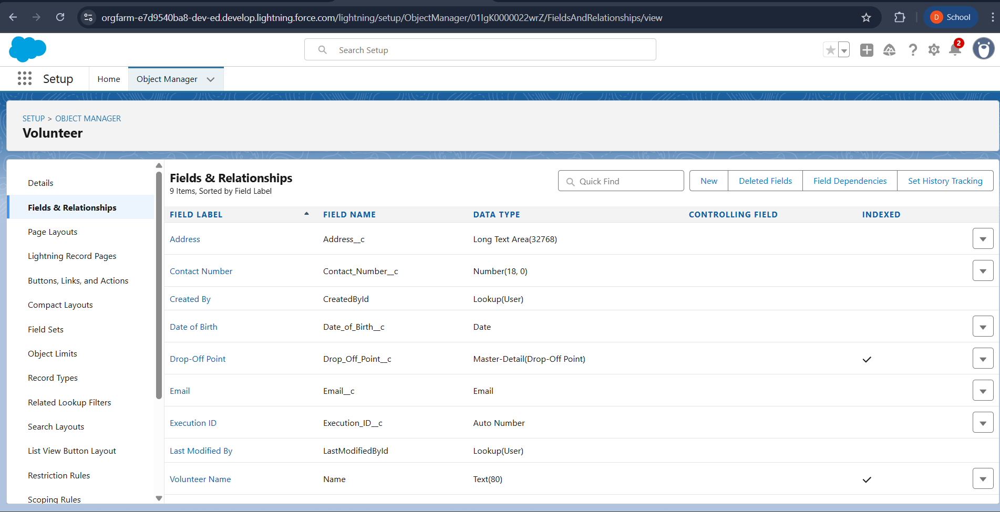 orgfarm-e7d9540ba8-dev-ed.develop.lightning.force.com/lightning/setup/ObjectManager/01IgK0000022wrZ/FieldsAndRelationships/view
D School
Search Setup
2
Setup Home Object Manager
SETUP > OBJECT MANAGER
Volunteer
Details
Fields & Relationships
Page Layouts
Lightning Record Pages
Buttons, Links, and Actions
Compact Layouts
Field Sets
Object Limits
Record Types
Related Lookup Filters
Search Layouts
List View Button Layout
Restriction Rules
Scoping Rules
Fields & Relationships
9 Items, Sorted by Field Label
Quick Find New Deleted Fields Field Dependencies Set History Tracking
FIELD LABEL FIELD NAME DATA TYPE CONTROLLING FIELD INDEXED
Address Address__c Long Text Area(32768)
Contact Number Contact_Number__c Number(18, 0)
Created By CreatedById Lookup(User)
Date of Birth Date_of_Birth__c Date
Drop-Off Point Drop_Off_Point__c Master-Detail(Drop-Off Point)
Email Email__c Email
Execution ID Execution_ID__c Auto Number
Last Modified By LastModifiedById Lookup(User)
Volunteer Name Name Text(80)